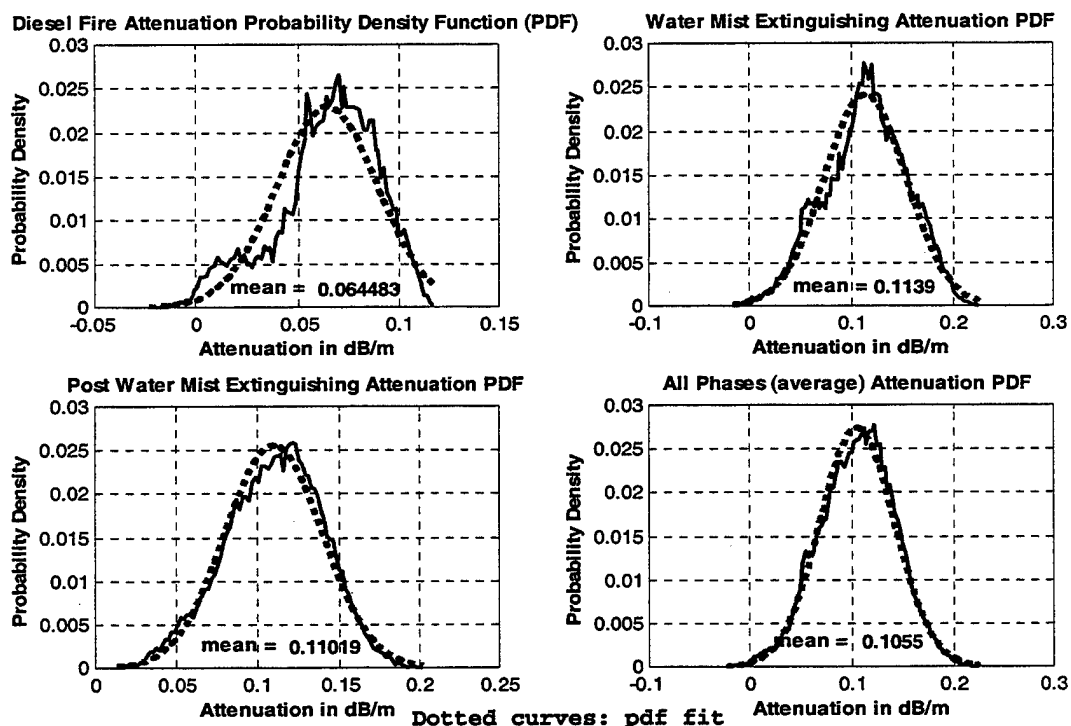 Diesel Fire Attenuation Probability Density Function (PDF)
0.03
0.025
0.02
0.015
0.01
0.005
0
Probability Density
mean = 0.064483
-0.05
0
0.05
0.1
0.15
Attenuation in dB/m
Water Mist Extinguishing Attenuation PDF
0.03
0.025
0.02
0.015
0.01
0.005
0
Probability Density
mean = 0.1139
-0.1
0
0.1
0.2
0.3
Attenuation in dB/m
Post Water Mist Extinguishing Attenuation PDF
0.03
0.025
0.02
0.015
0.01
0.005
0
Probability Density
mean = 0.11019
0
0.05
0.1
0.15
0.2
0.25
Attenuation in dB/m
All Phases (average) Attenuation PDF
0.03
0.025
0.02
0.015
0.01
0.005
0
Probability Density
mean = 0.1055
-0.1
0
0.1
0.2
0.3
Attenuation in dB/m
Dotted curves: pdf fit